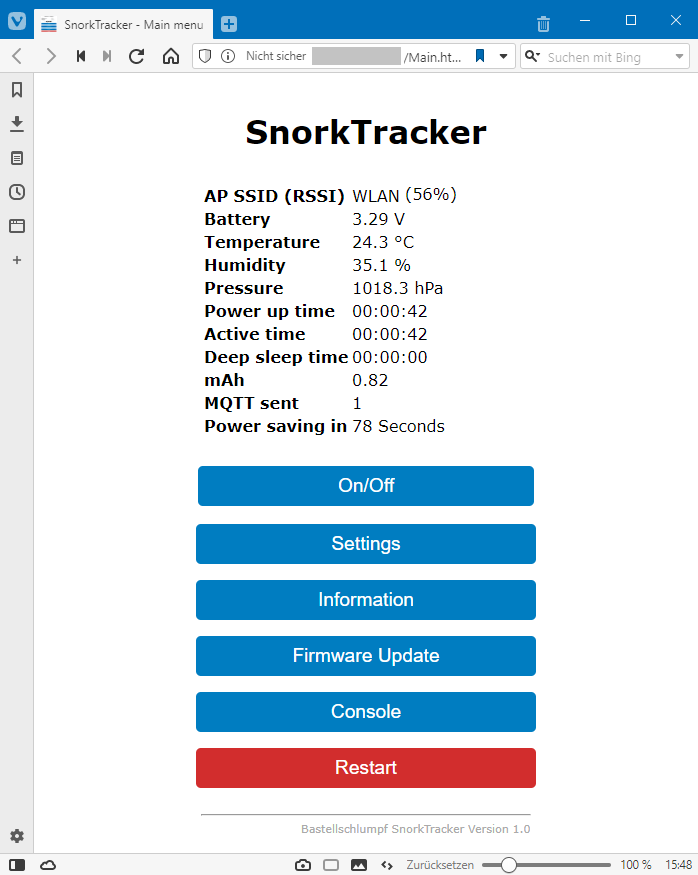 SnorkTracker - Main menu
Nicht sicher /Main.ht...
Suchen mit Bing
SnorkTracker
AP SSID (RSSI) WLAN (56%)
Battery 3.29 V
Temperature 24.3 °C
Humidity 35.1 %
Pressure 1018.3 hPa
Power up time 00:00:42
Active time 00:00:42
Deep sleep time 00:00:00
mAh 0.82
MQTT sent 1
Power saving in 78 Seconds
On/Off
Settings
Information
Firmware Update
Console
Restart
Bastellschlumpf SnorkTracker Version 1.0
Zurücksetzen 100 % 15:48